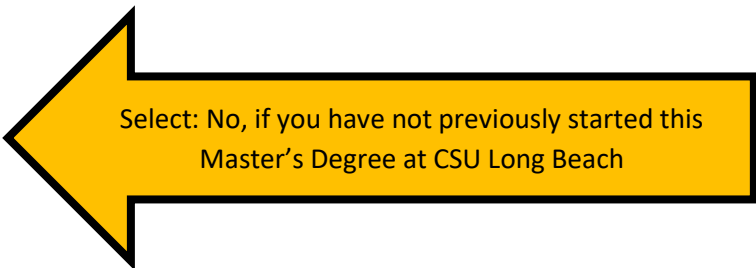 Select: No, if you have not previously started this
Master’s Degree at CSU Long Beach